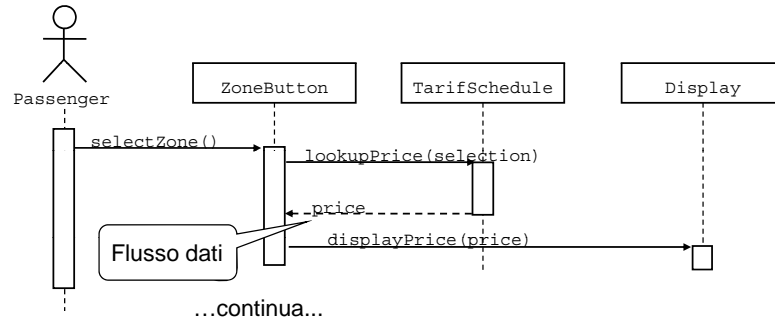 Passenger
ZoneButton
TarifSchedule
Display
selectZone()
lookupPrice(selection)
price
Flusso dati
displayPrice(price)
…continua...